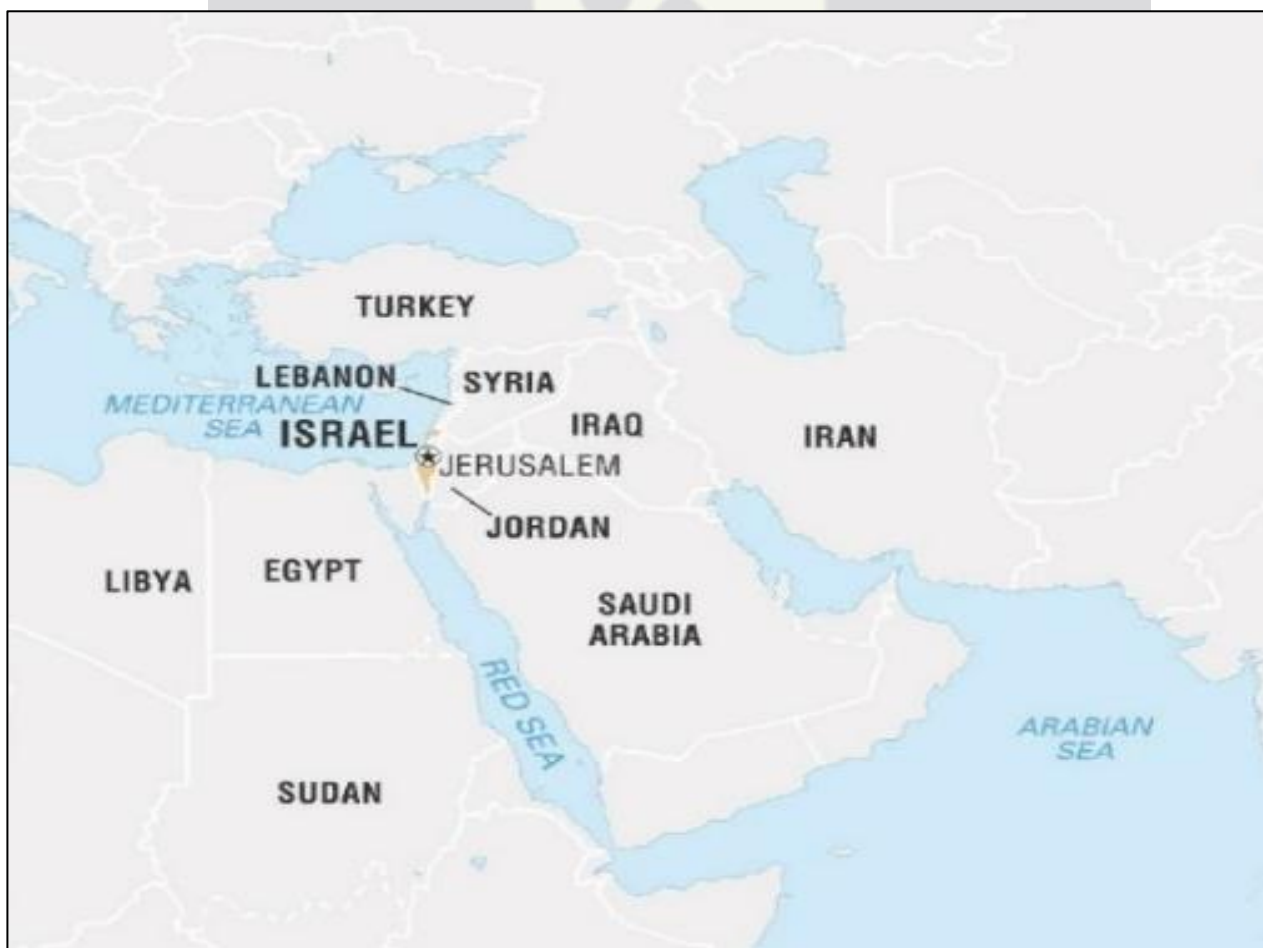 TURKEY
LEBANON
SYRIA
MEDITERRANEAN
SEA
ISRAEL
IRAQ
IRAN
JERUSALEM
JORDAN
LIBYA
EGYPT
SAUDI
ARABIA
RED SEA
ARABIAN
SEA
SUDAN